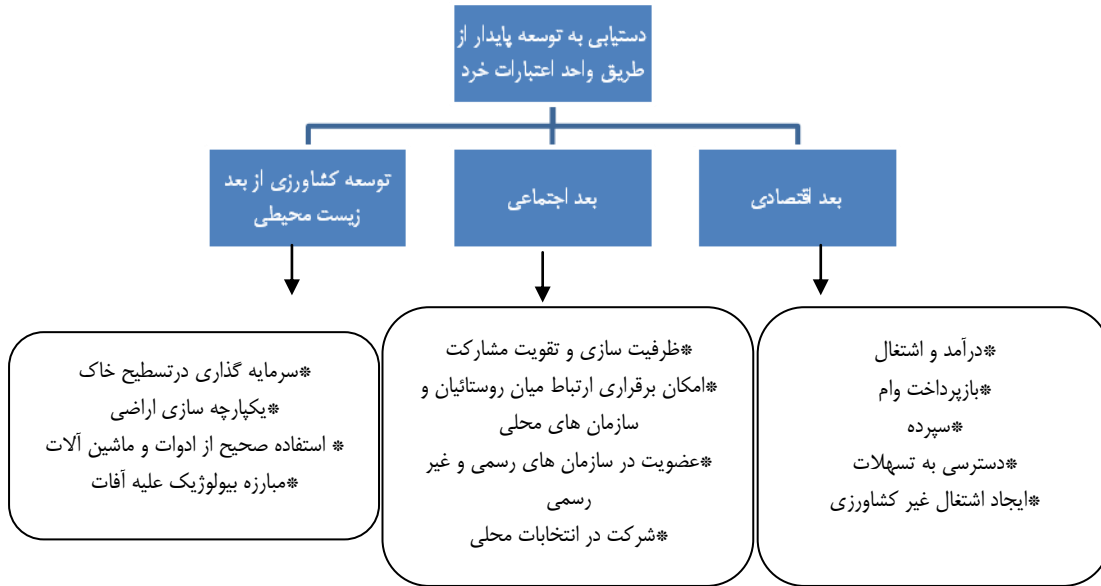 دستیابی به توسعه پایدار از
طریق واحد اعتبارات خرد
بعد اقتصادی
بعد اجتماعی
توسعه کشاورزی از بعد
زیست محیطی
*درآمد و اشتغال
*بازپرداخت وام
*سپرده
*دسترسی به تسهلات
*ایجاد اشتغال غیر کشاورزی
*ظرفیت سازی و تقویت مشارکت
*امکان برقراری ارتباط میان روستائیان و
سازمان های محلی
*عضویت در سازمان های رسمی و غیر
رسمی
*شرکت در انتخابات محلی
*سرمایه گذاری درتسطیح خاک
*یکپارچه سازی اراضی
* استفاده صحیح از ادوات و ماشین آلات
*مبارزه بیولوژیک علیه آفات